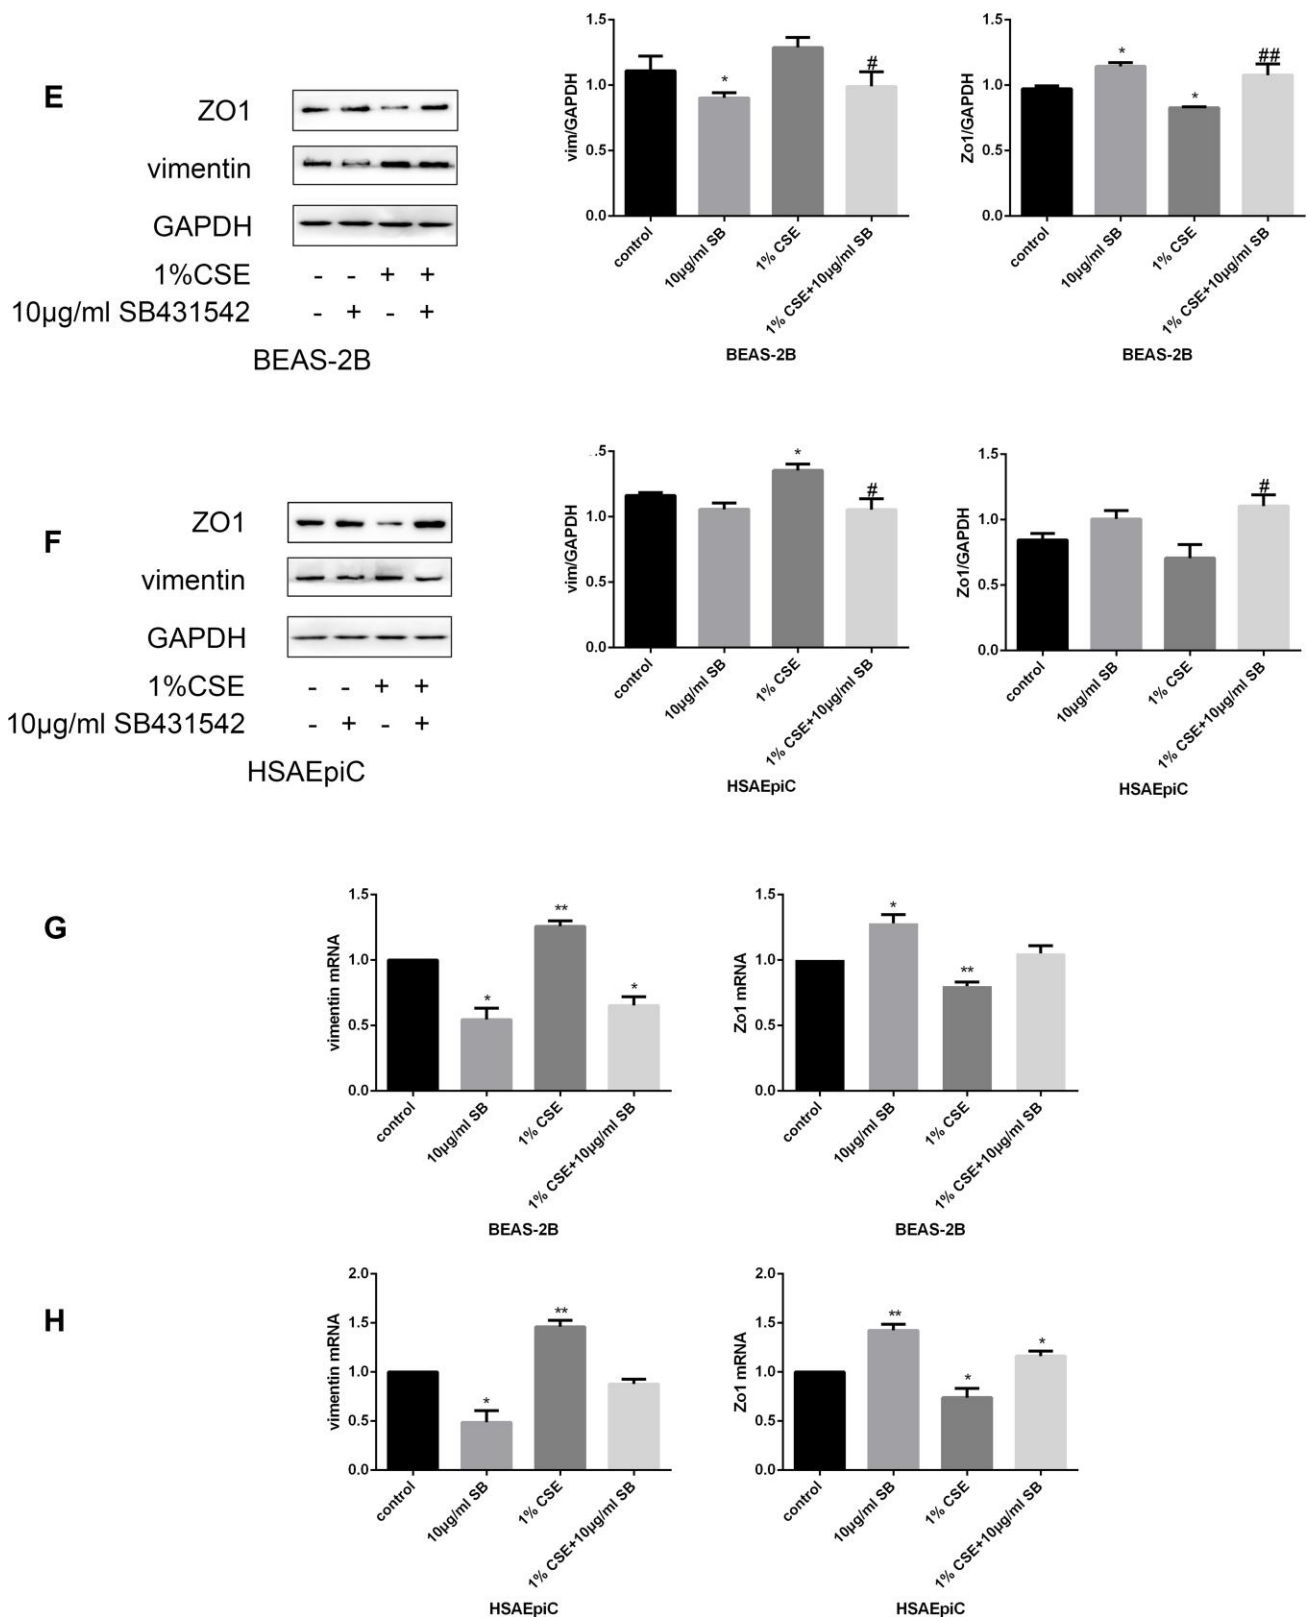 E
ZO1
vimentin
GAPDH
1%CSE - - + +
10μg/ml SB431542 - + - +
BEAS-2B
vim/GAPDH
1.5
1.0
0.5
0.0
*
#
control
10μg/ml SB
1% CSE
1% CSE+10μg/ml SB
BEAS-2B
Zo1/GAPDH
1.5
1.0
0.5
0.0
*
*
##
control
10μg/ml SB
1% CSE
1% CSE+10μg/ml SB
BEAS-2B
F
ZO1
vimentin
GAPDH
1%CSE - - + +
10μg/ml SB431542 - + - +
HSAEpiC
vim/GAPDH
.5
1.0
0.5
0.0
*
#
control
10μg/ml SB
1% CSE
1% CSE+10μg/ml SB
HSAEpiC
Zo1/GAPDH
1.5
1.0
0.5
0.0
#
control
10μg/ml SB
1% CSE
1% CSE+10μg/ml SB
HSAEpiC
G
vimentin mRNA
1.5
1.0
0.5
0.0
*
**
*
control
10μg/ml SB
1% CSE
1% CSE+10μg/ml SB
BEAS-2B
Zo1 mRNA
1.5
1.0
0.5
0.0
*
**
control
10μg/ml SB
1% CSE
1% CSE+10μg/ml SB
BEAS-2B
H
vimentin mRNA
2.0
1.5
1.0
0.5
0.0
*
**
control
10μg/ml SB
1% CSE
1% CSE+10μg/ml SB
HSAEpiC
Zo1 mRNA
2.0
1.5
1.0
0.5
0.0
**
*
*
control
10μg/ml SB
1% CSE
1% CSE+10μg/ml SB
HSAEpiC